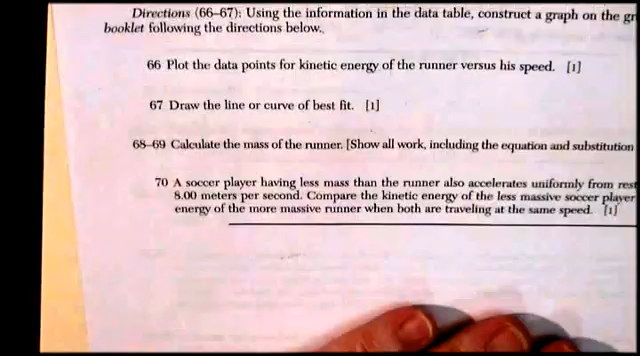 Directions (66–67): Using the information in the data table, construct a graph on the
booklet following the directions below.
66 Plot the data points for kinetic energy of the runner versus his speed. [1]
67 Draw the line or curve of best fit. [1]
68–69 Calculate the mass of the runner. [Show all work, including the equation and substitution
70 A soccer player having less mass than the runner also accelerates uniformly from rest
8.00 meters per second. Compare the kinetic energy of the less massive soccer player
energy of the more massive runner when both are traveling at the same speed. [1]